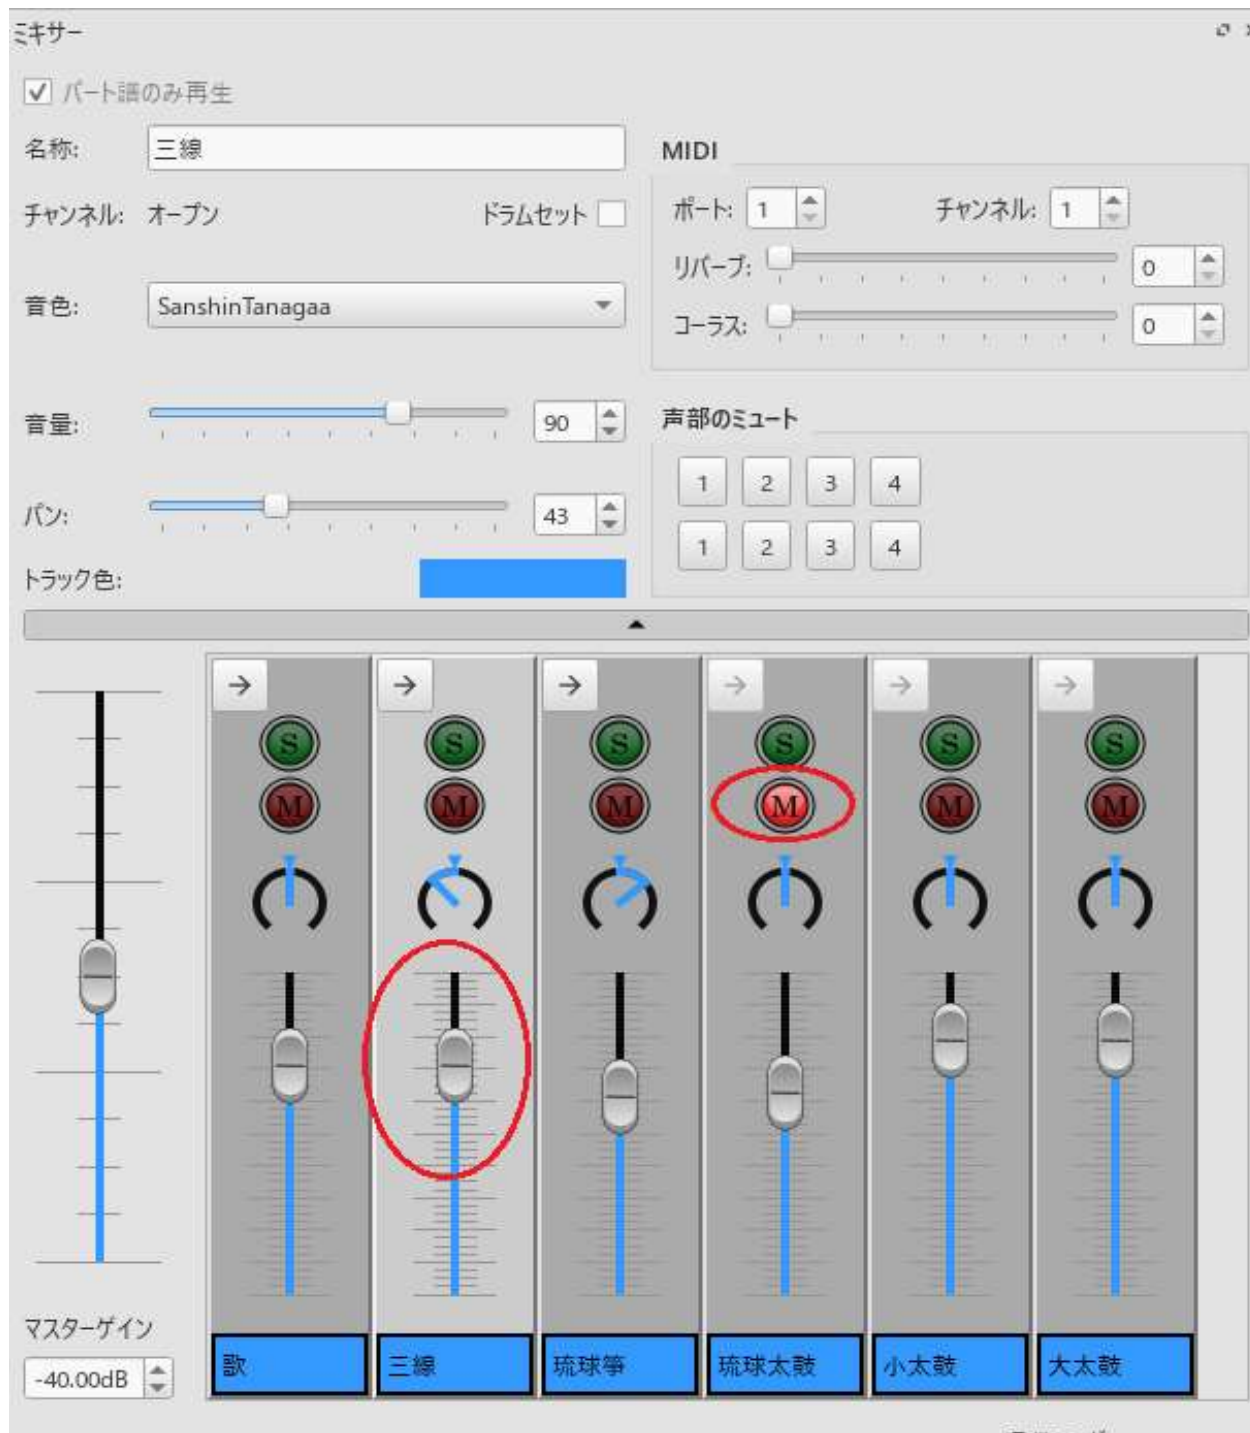 ミキサー
パート譜のみ再生
名称: 三線
MIDI
チャンネル: オープン ドラムセット
ポート: 1 チャンネル: 1
リバーブ: 0
音色: SanshinTanagaa
コーラス: 0
音量: 90
声部のミュート
1 2 3 4
パン: 43
1 2 3 4
トラック色:
S S S S S S
M M M M M M
マスターゲイン
-40.00dB
歌 三線 琉球箏 琉球太鼓 小太鼓 大太鼓